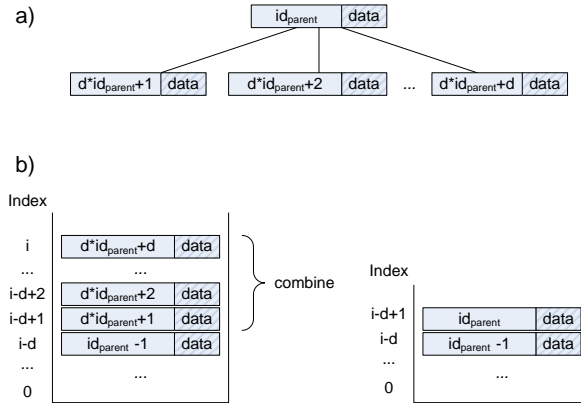 a)
id_parent data
d*id_parent+1 data d*id_parent+2 data ... d*id_parent+d data
b)
Index
i d*id_parent+d data
... ...
combine
Index
i-d+2 d*id_parent+2 data
i-d+1 d*id_parent+1 data
i-d id_parent -1 data
... ...
0
i-d+1 id_parent data
i-d id_parent -1 data
... ...
0